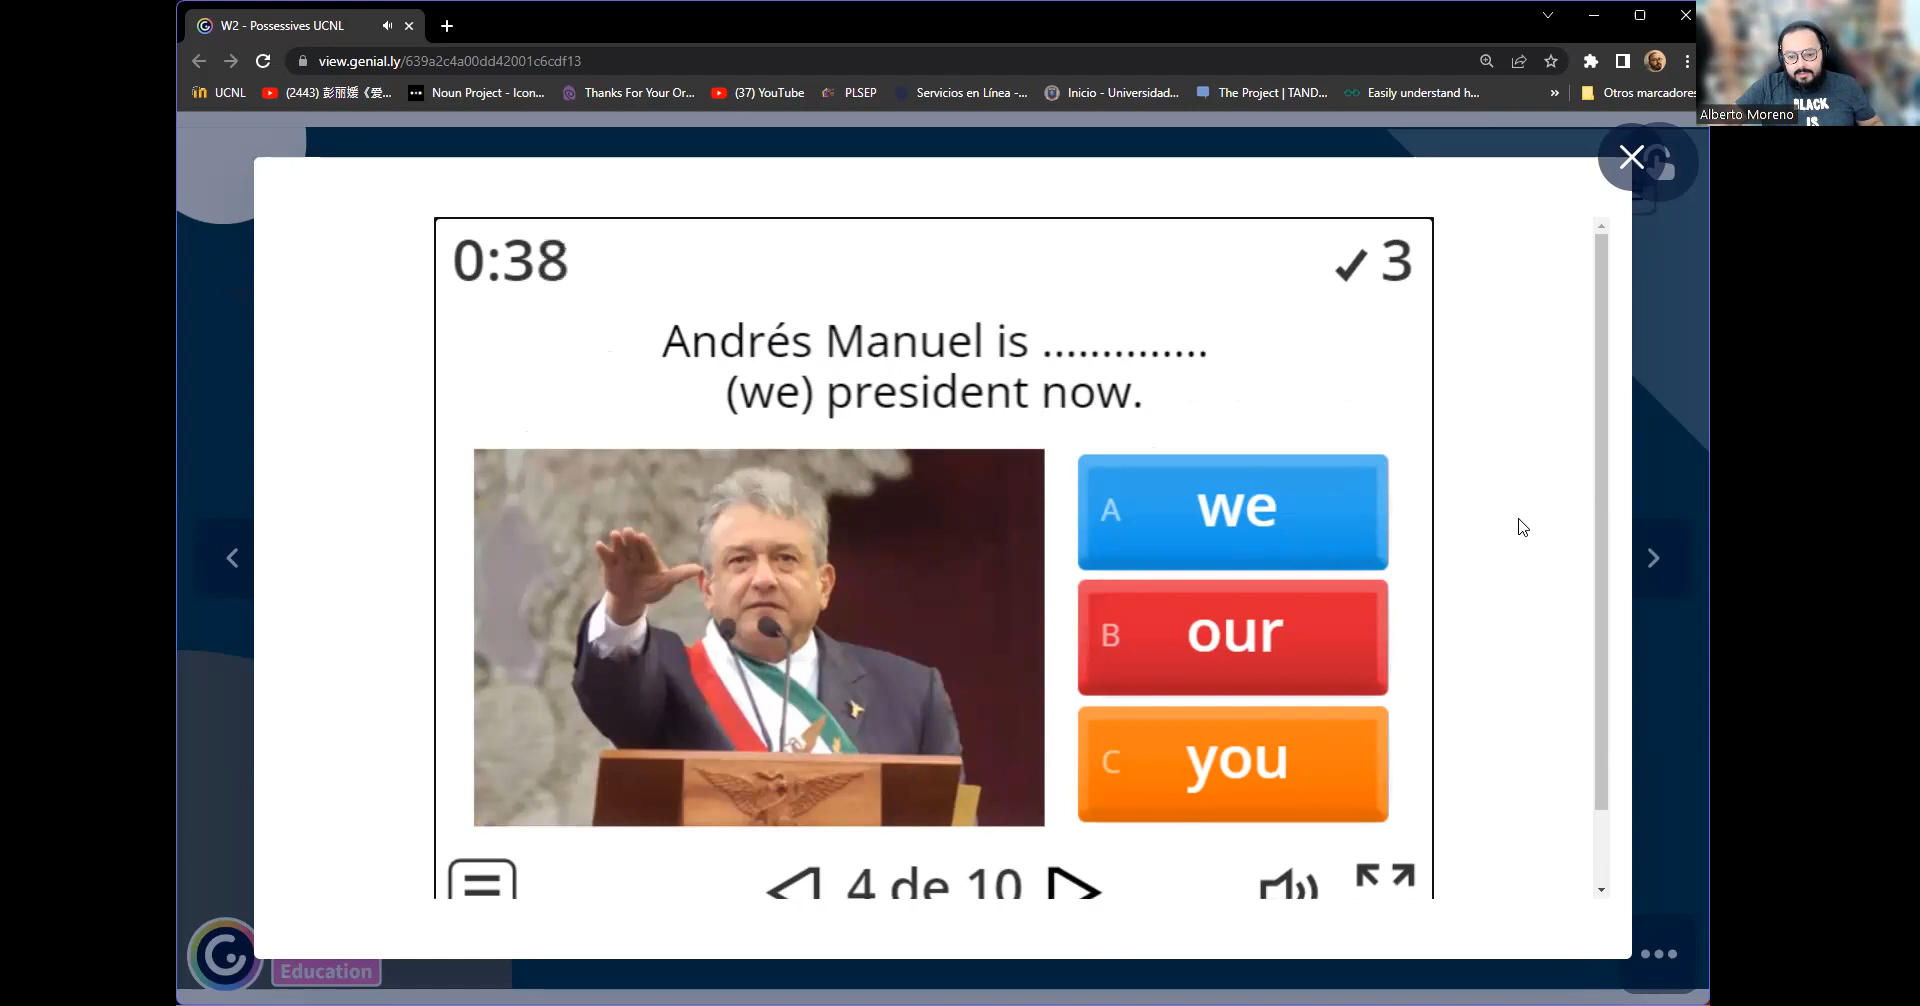 W2 - Possessives UCNL
view.genial.ly/639a2c4a00dd42001c6cdf13
UCNL
(2443) 彭丽媛《爱...
Noun Project - Icon...
Thanks For Your Or...
(37) YouTube
PLSEP
Servicios en Línea -...
Inicio - Universidad...
The Project | TAND...
Easily understand h...
»
Otros marcadores
BLACK
IS
Alberto Moreno
0:38
✓ 3
Andrés Manuel is ..............
(we) president now.
A we
B our
C you
4 de 10
Education